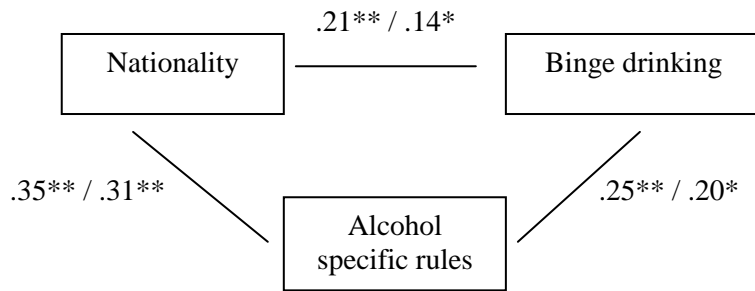 .21** / .14*
Nationality
Binge drinking
.35** / .31**
.25** / .20*
Alcohol
specific rules